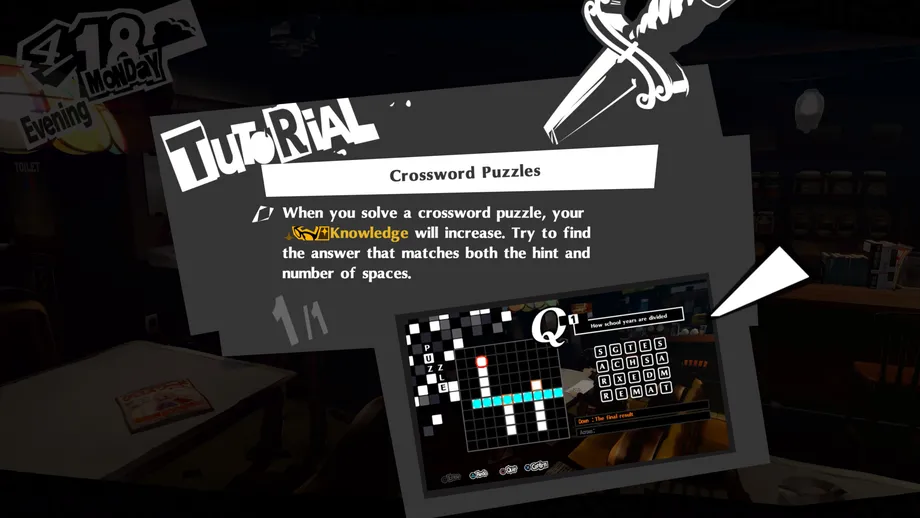 4/18
MONDAY
Evening
TOILET
TUTORIAL
Crossword Puzzles
When you solve a crossword puzzle, your
Knowledge will increase. Try to find
the answer that matches both the hint and
number of spaces.
1/1
PUZZLE
Q1
How school years are divided
S G T E S
A C H S A
R X E D M
R E M A T
Down : The final result